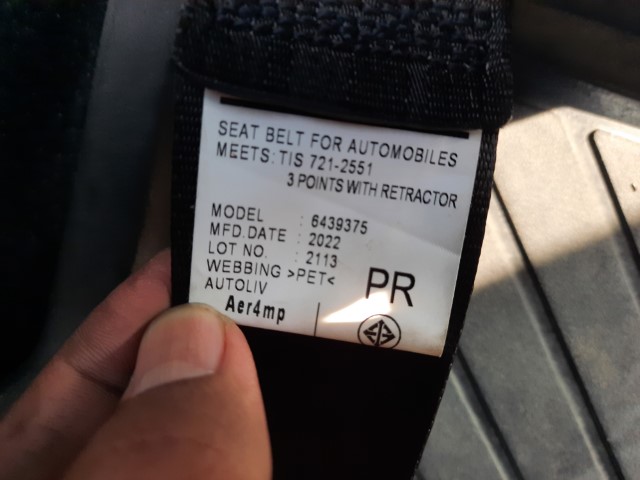 SEAT BELT FOR AUTOMOBILES
MEETS: TIS 721-2551
3 POINTS WITH RETRACTOR
MODEL : 6439375
MFD.DATE : 2022
LOT NO. : 2113
WEBBING >PET<
PR
AUTOLIV
Aer4mp